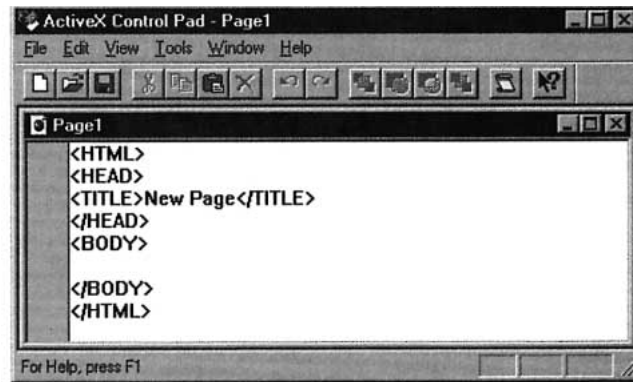 ActiveX Control Pad - Page1
File Edit View Tools Window Help
Page1
<HTML>
<HEAD>
<TITLE>New Page</TITLE>
</HEAD>
<BODY>
</BODY>
</HTML>
For Help, press F1